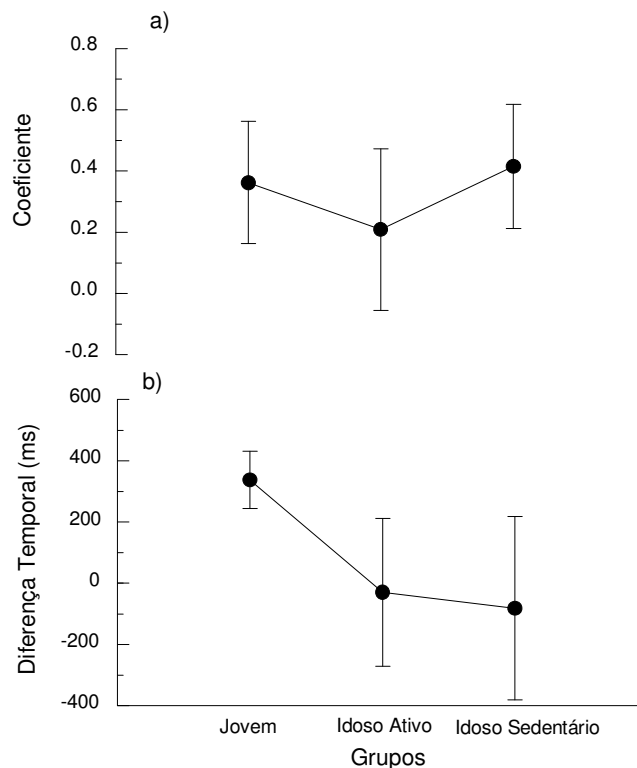 a)
0.8
0.6
0.4
0.2
0.0
-0.2
Coeficiente
b)
600
400
200
0
-200
-400
Diferença Temporal (ms)
Jovem Idoso Ativo Idoso Sedentário
Grupos